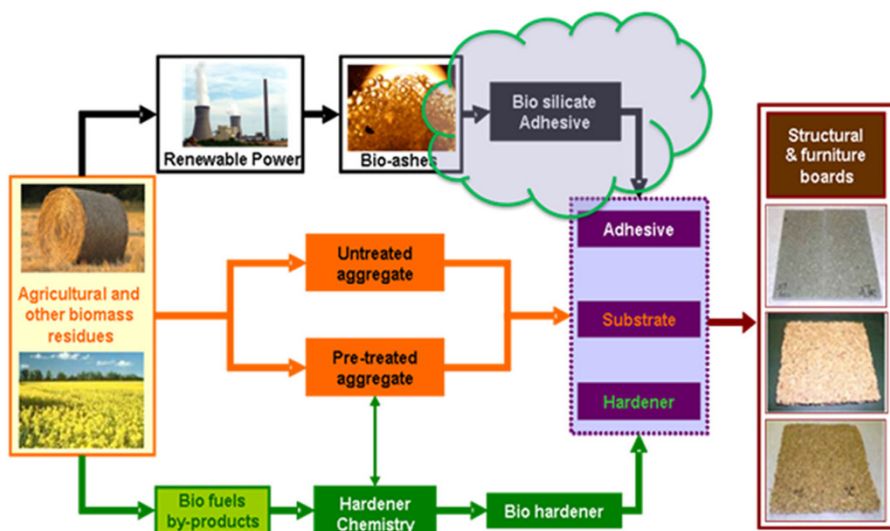 Renewable Power
Bio-ashes
Bio silicate
Adhesive
Structural
& furniture
boards
Agricultural and
other biomass
residues
Untreated
aggregate
Pre-treated
aggregate
Adhesive
Substrate
Hardener
Bio fuels
by-products
Hardener
Chemistry
Bio hardener